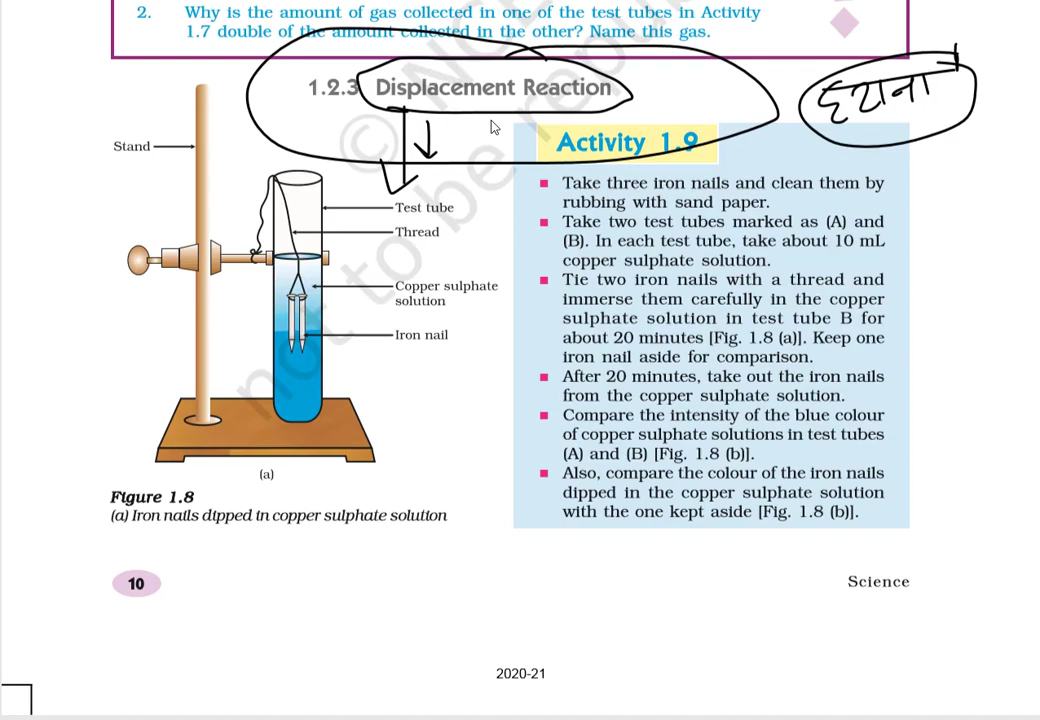 2. Why is the amount of gas collected in one of the test tubes in Activity
1.7 double of the amount collected in the other? Name this gas.
1.2.3 Displacement Reaction
हटाना
Stand
Test tube
Thread
Copper sulphate
solution
Iron nail
(a)
Figure 1.8
(a) Iron nails dipped in copper sulphate solution
Activity 1.9
■ Take three iron nails and clean them by
rubbing with sand paper.
■ Take two test tubes marked as (A) and
(B). In each test tube, take about 10 mL
copper sulphate solution.
■ Tie two iron nails with a thread and
immerse them carefully in the copper
sulphate solution in test tube B for
about 20 minutes [Fig. 1.8 (a)]. Keep one
iron nail aside for comparison.
■ After 20 minutes, take out the iron nails
from the copper sulphate solution.
■ Compare the intensity of the blue colour
of copper sulphate solutions in test tubes
(A) and (B) [Fig. 1.8 (b)].
■ Also, compare the colour of the iron nails
dipped in the copper sulphate solution
with the one kept aside [Fig. 1.8 (b)].
© NCE
not to be rep
10
Science
2020-21